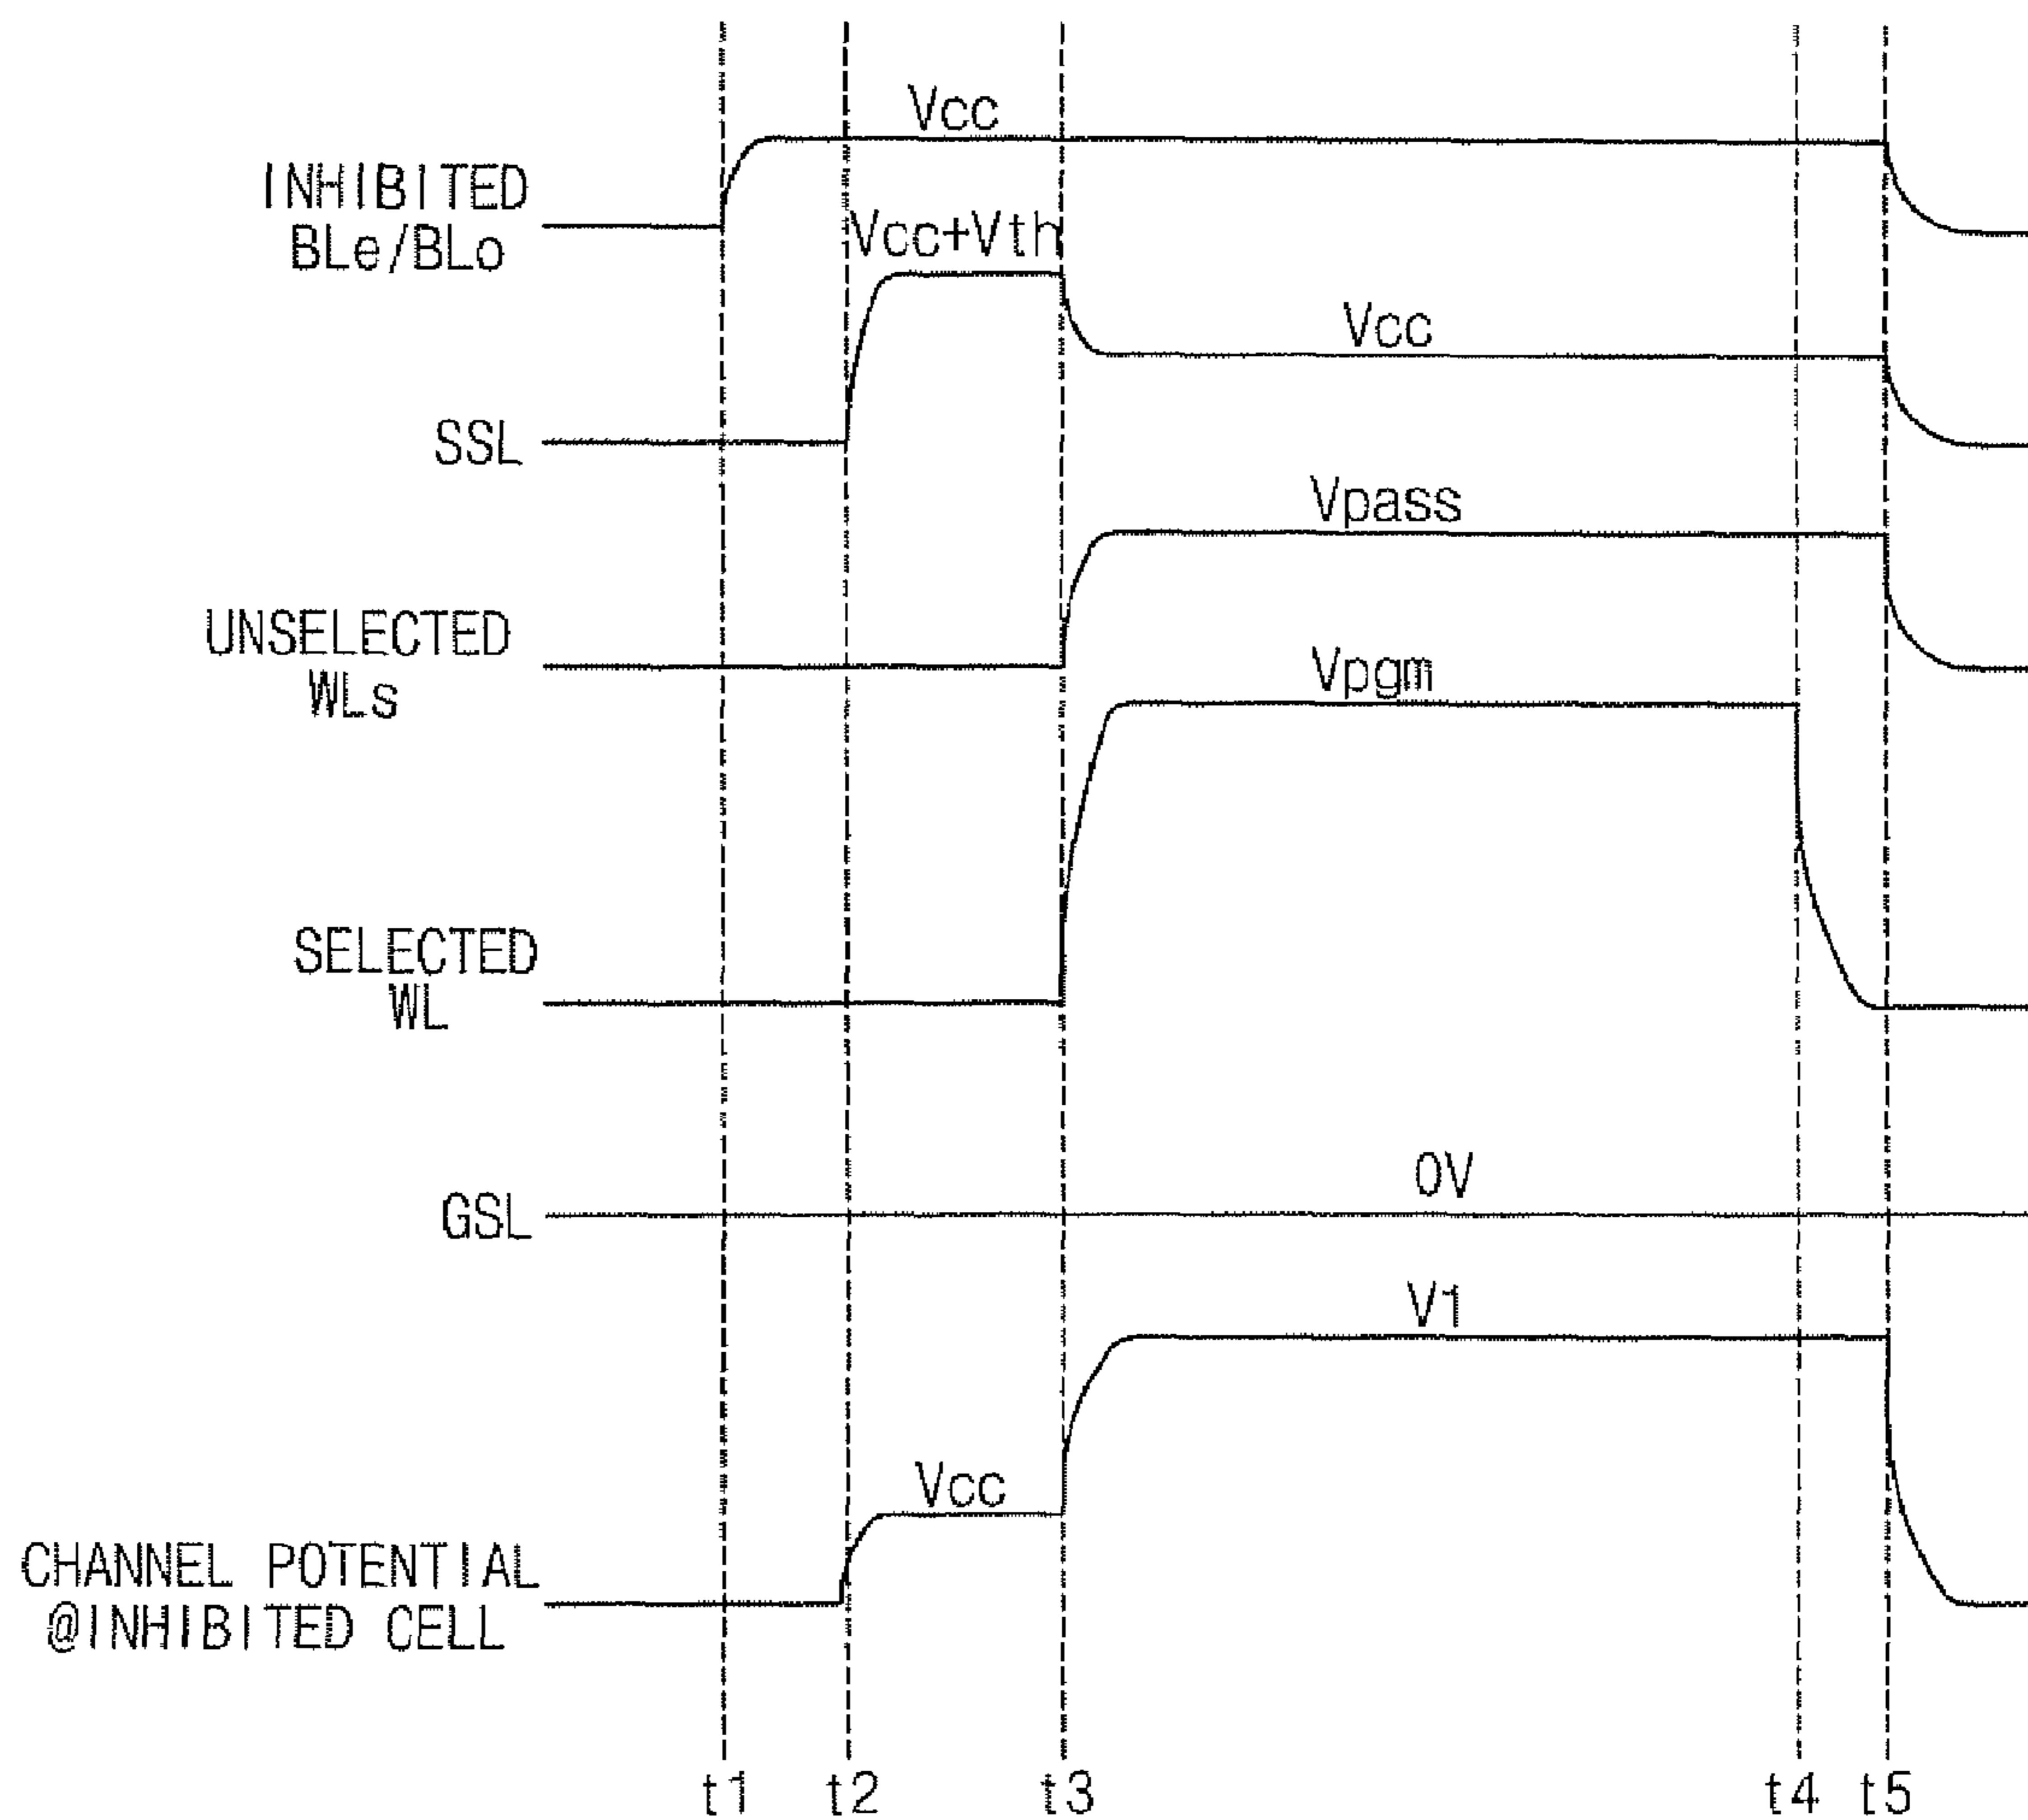 Vcc
INHIBITED
BLe/BLo
Vcc+Vth
Vcc
SSL
Vpass
UNSELECTED
WLs
Vpgm
SELECTED
WL
0V
GSL
V1
Vcc
CHANNEL POTENTIAL
@INHIBITED CELL
t1 t2 t3 t4 t5